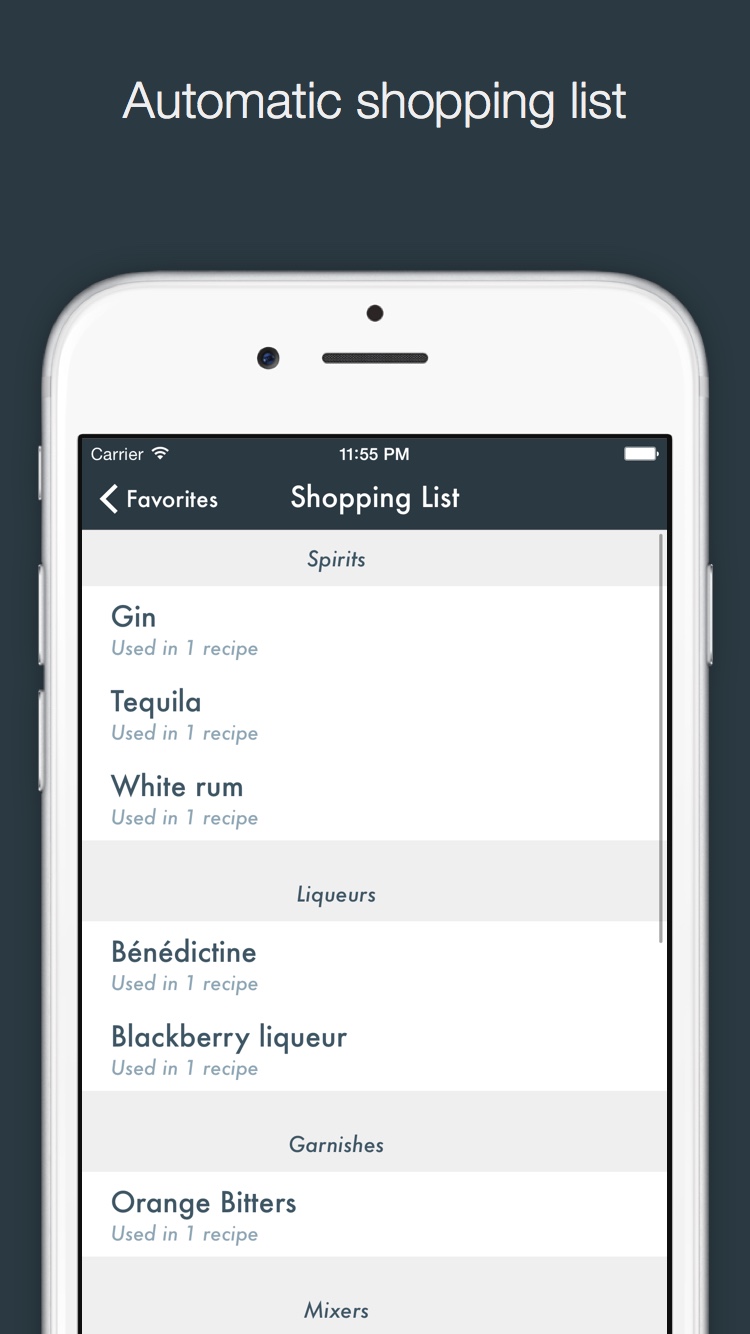 Automatic shopping list
Carrier 11:55 PM
Favorites Shopping List
Spirits
Gin
Used in 1 recipe
Tequila
Used in 1 recipe
White rum
Used in 1 recipe
Liqueurs
Bénédictine
Used in 1 recipe
Blackberry liqueur
Used in 1 recipe
Garnishes
Orange Bitters
Used in 1 recipe
Mixers